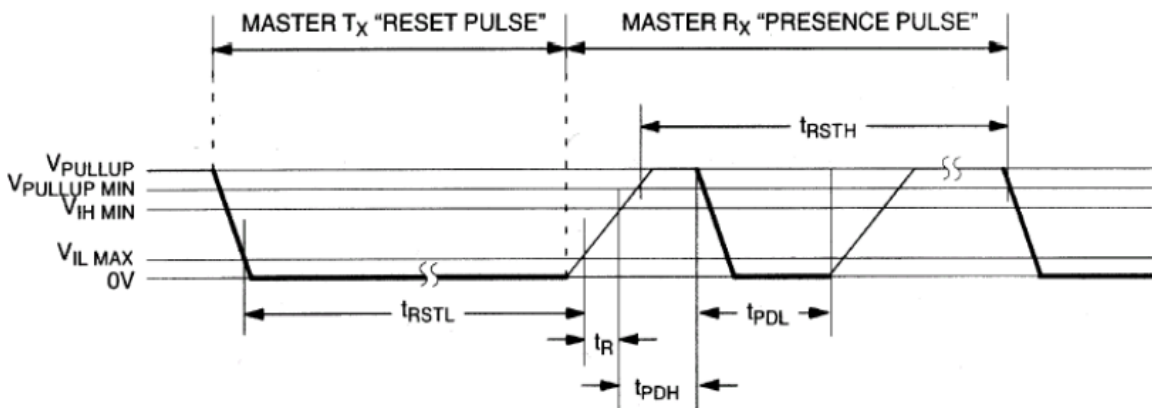 MASTER TX “RESET PULSE” MASTER RX “PRESENCE PULSE”
tRSTH
VPULLUP
VPULLUP MIN
VIH MIN
VIL MAX
0V
tRSTL
tPDL
tR
tPDH